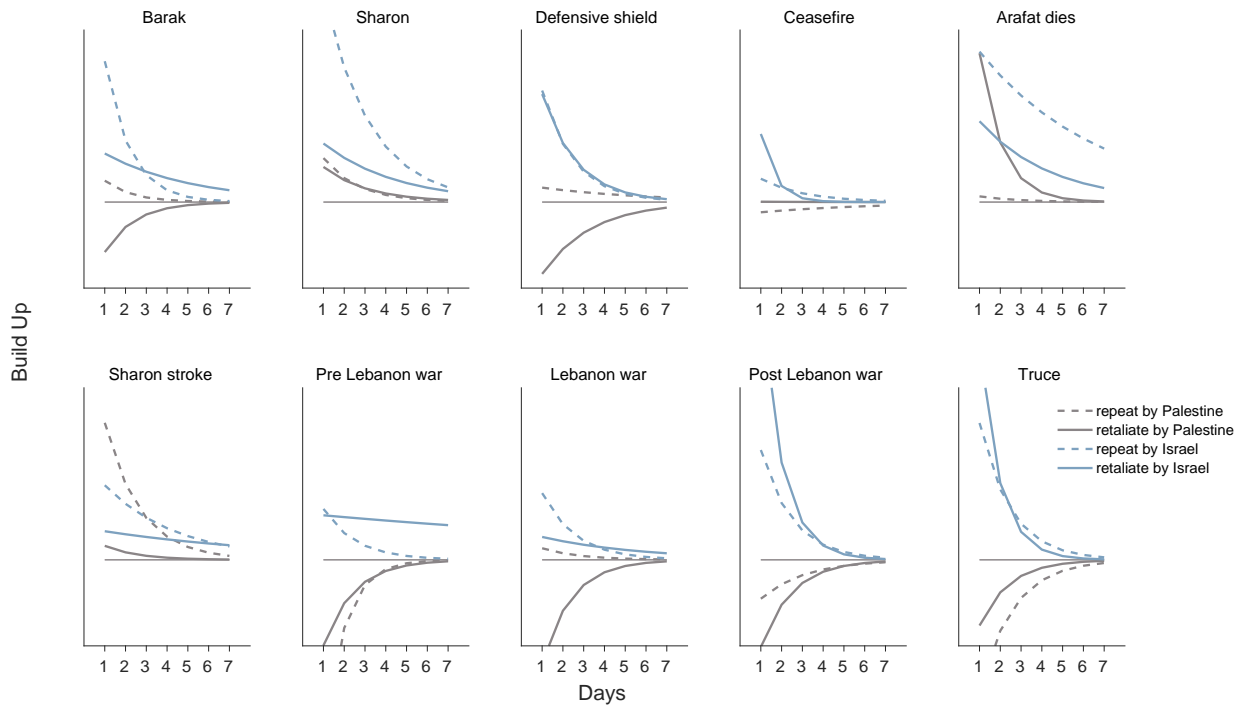 Barak
Sharon
Defensive shield
Ceasefire
Arafat dies
1 2 3 4 5 6 7
1 2 3 4 5 6 7
1 2 3 4 5 6 7
1 2 3 4 5 6 7
1 2 3 4 5 6 7
Build Up
Sharon stroke
Pre Lebanon war
Lebanon war
Post Lebanon war
Truce
repeat by Palestine
retaliate by Palestine
repeat by Israel
retaliate by Israel
1 2 3 4 5 6 7
1 2 3 4 5 6 7
1 2 3 4 5 6 7
1 2 3 4 5 6 7
1 2 3 4 5 6 7
Days